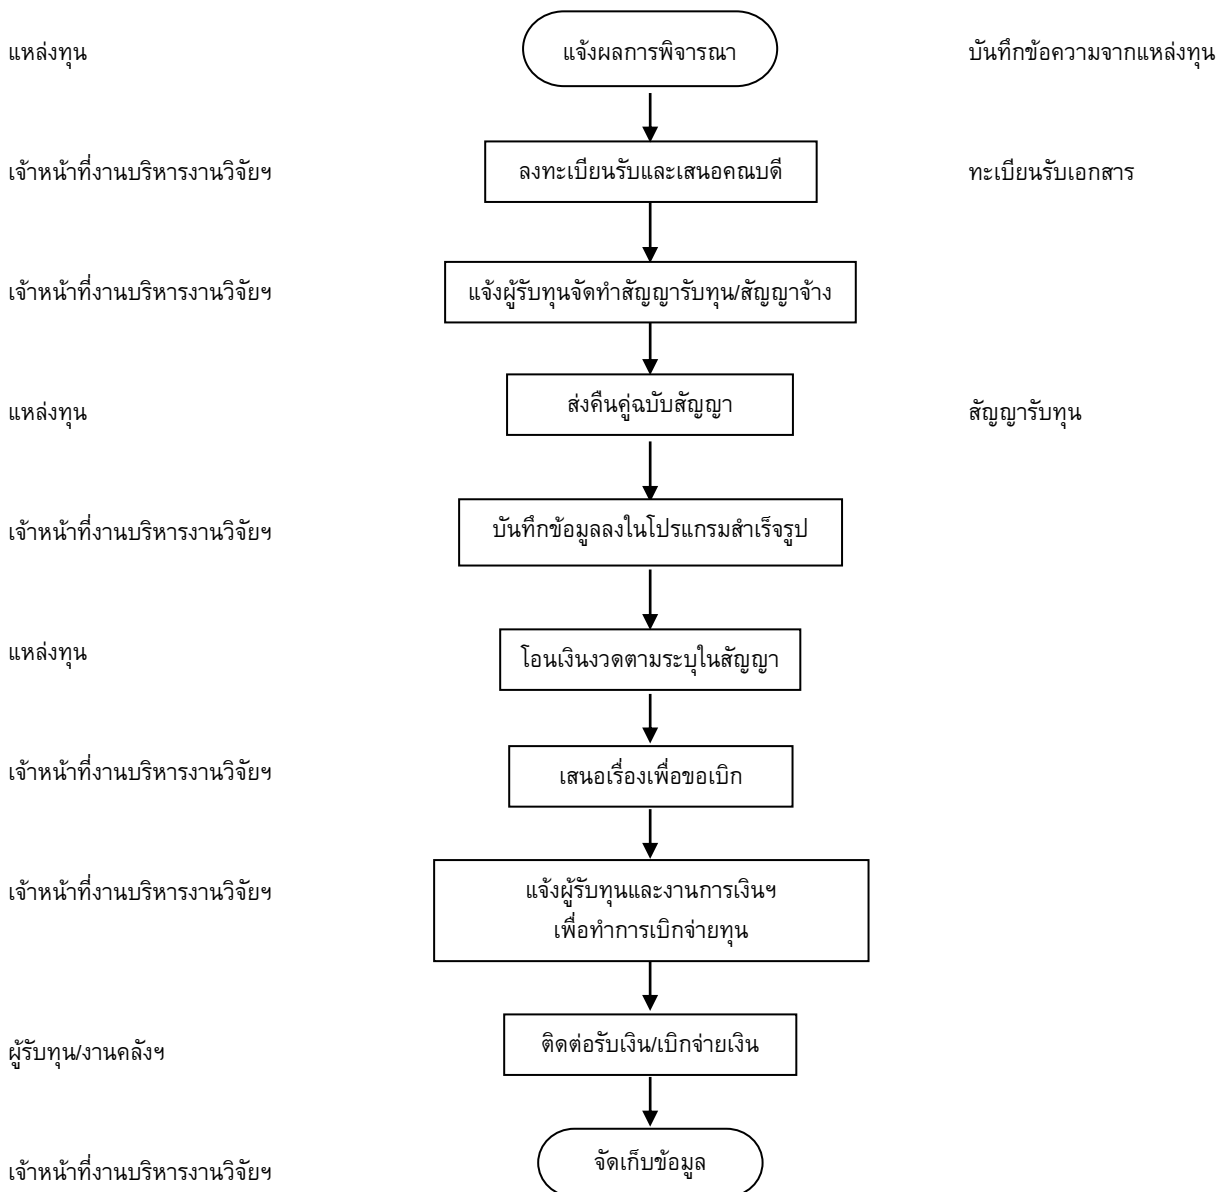 แหล่งทุน
แจ้งผลการพิจารณา
บันทึกข้อความจากแหล่งทุน
เจ้าหน้าที่งานบริหารงานวิจัยฯ
ลงทะเบียนรับและเสนอคณบดี
ทะเบียนรับเอกสาร
เจ้าหน้าที่งานบริหารงานวิจัยฯ
แจ้งผู้รับทุนจัดทำสัญญารับทุน/สัญญาจ้าง
แหล่งทุน
ส่งคืนคู่ฉบับสัญญา
สัญญารับทุน
เจ้าหน้าที่งานบริหารงานวิจัยฯ
บันทึกข้อมูลลงในโปรแกรมสำเร็จรูป
แหล่งทุน
โอนเงินงวดตามระบุในสัญญา
เจ้าหน้าที่งานบริหารงานวิจัยฯ
เสนอเรื่องเพื่อขอเบิก
เจ้าหน้าที่งานบริหารงานวิจัยฯ
แจ้งผู้รับทุนและงานการเงินฯ
เพื่อทำการเบิกจ่ายทุน
ผู้รับทุน/งานคลังฯ
ติดต่อรับเงิน/เบิกจ่ายเงิน
เจ้าหน้าที่งานบริหารงานวิจัยฯ
จัดเก็บข้อมูล